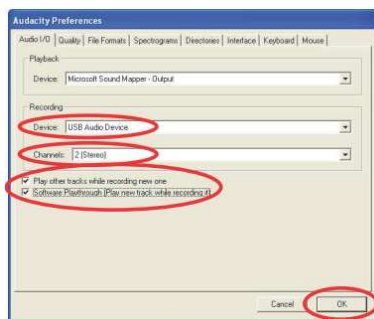 Audacity Preferences
Audio I/O Quality File Formats Spectrograms Directories Interface Keyboard Mouse
Playback
Device: Microsoft Sound Mapper - Output
Recording
Device: USB Audio Device
Channels: 2 (Stereo)
Play other tracks while recording new one
Software Playthrough (Play new track while recording it)
Cancel OK